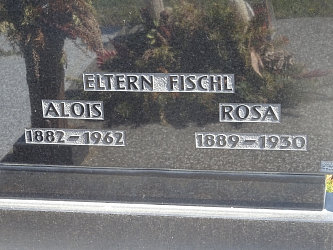 ELTERN FISCHL
ALOIS ROSA
1882-1962 1889-1930